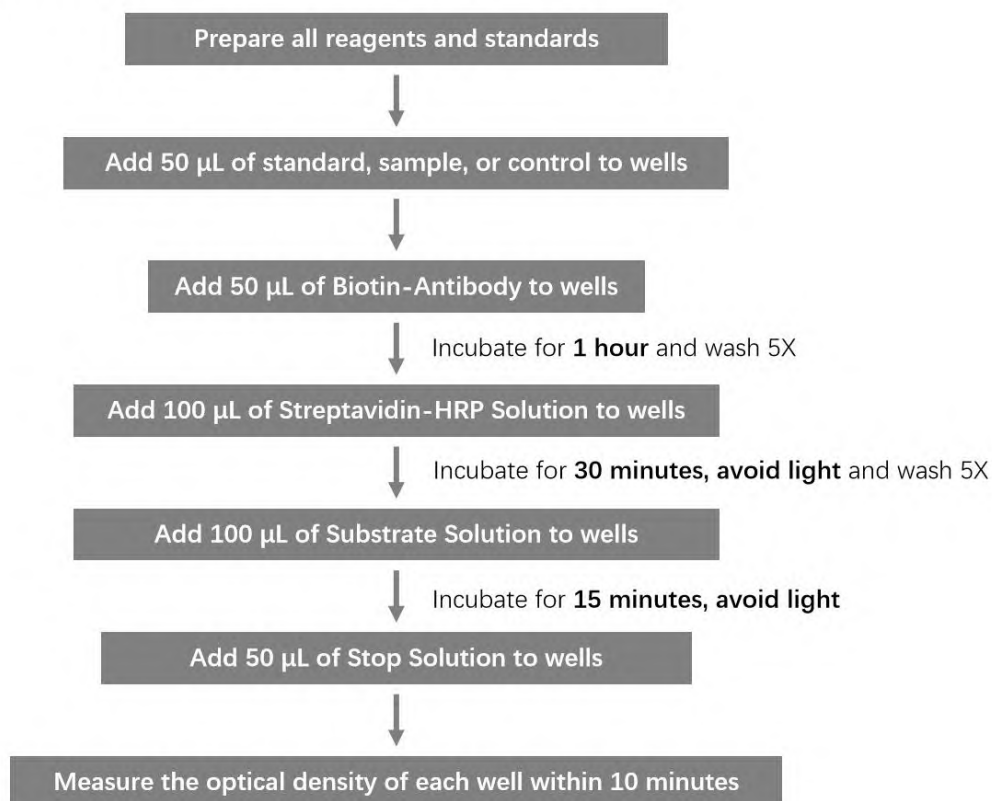 Prepare all reagents and standards
Add 50 µL of standard, sample, or control to wells
Add 50 µL of Biotin-Antibody to wells
Incubate for 1 hour and wash 5X
Add 100 µL of Streptavidin-HRP Solution to wells
Incubate for 30 minutes, avoid light and wash 5X
Add 100 µL of Substrate Solution to wells
Incubate for 15 minutes, avoid light
Add 50 µL of Stop Solution to wells
Measure the optical density of each well within 10 minutes